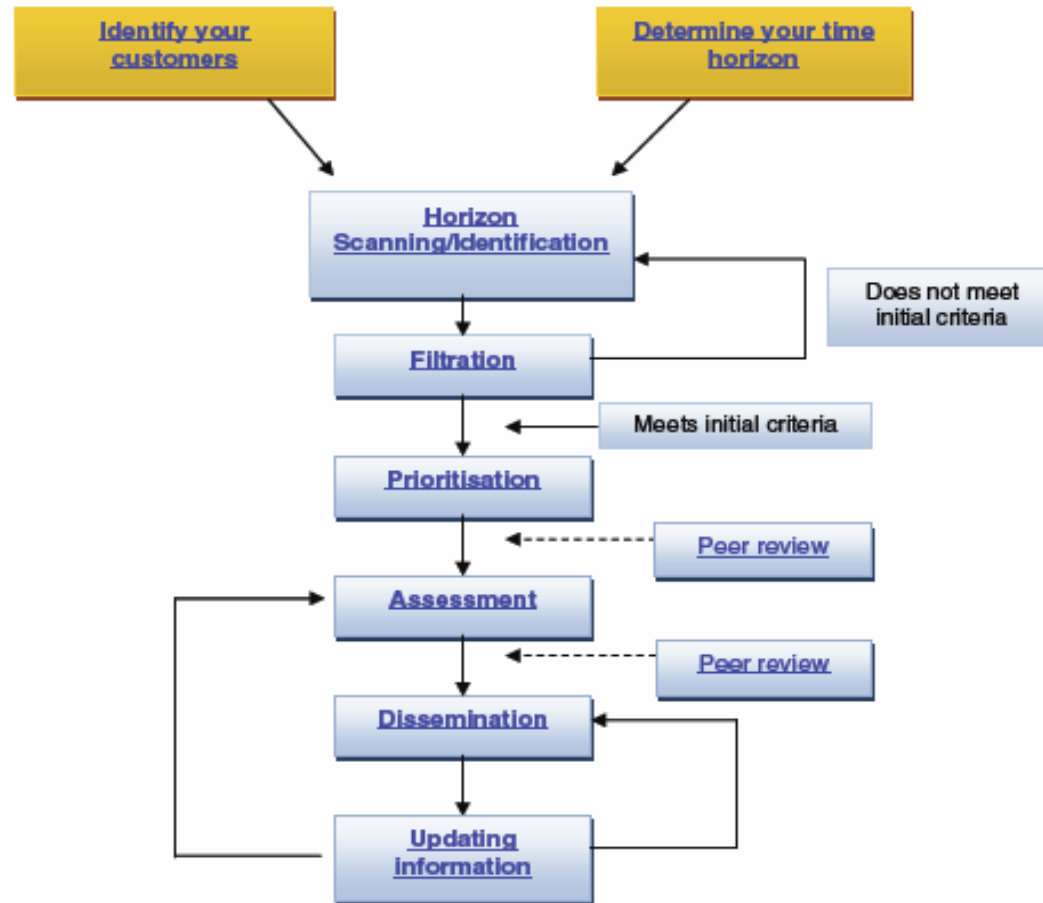 Identify your
customers
Determine your time
horizon
Horizon
Scanning/Identification
Does not meet
initial criteria
Filtration
Meets initial criteria
Prioritisation
Peer review
Assessment
Peer review
Dissemination
Updating
information